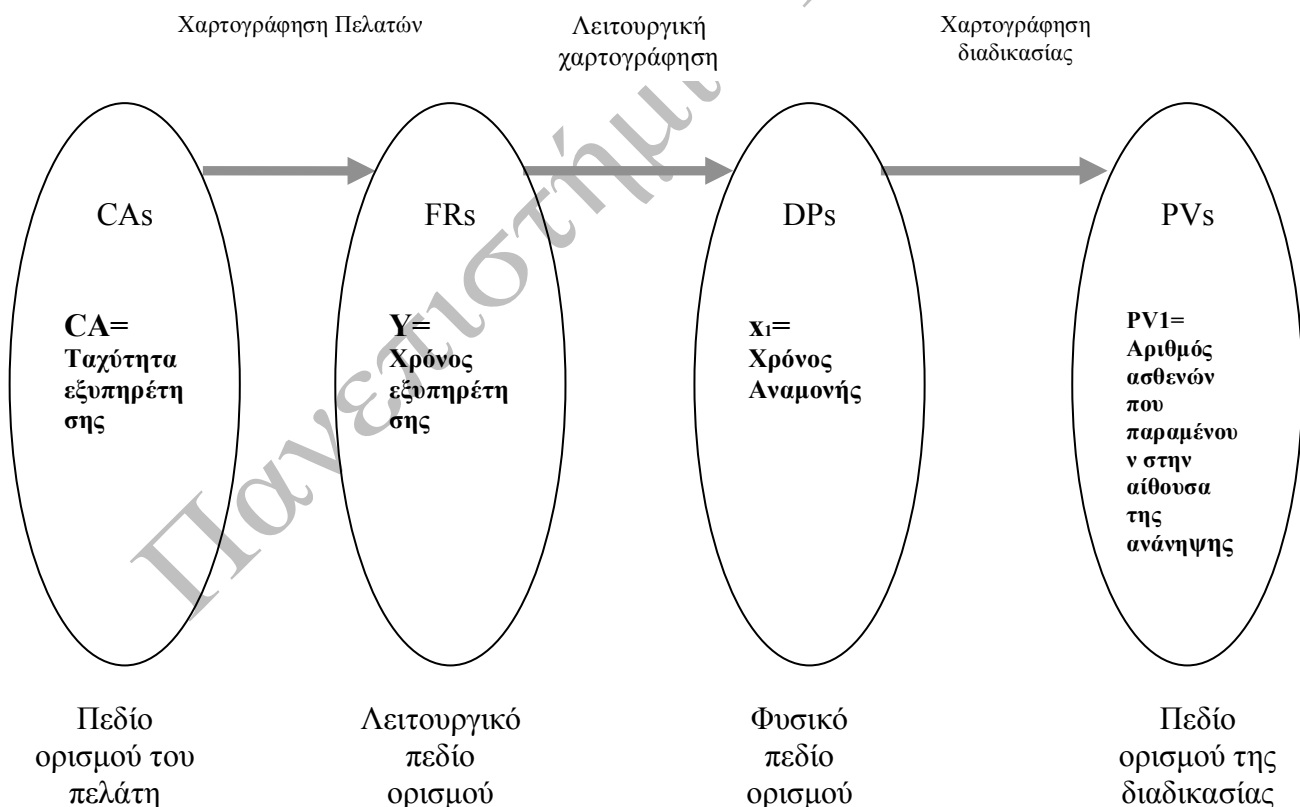 Χαρτογράφηση Πελατών
Λειτουργική
χαρτογράφηση
Χαρτογράφηση
διαδικασίας
CAs
FRs
DPs
PVs
CA=
Ταχύτητα
εξυπηρέτη
σης
Y=
Χρόνος
εξυπηρέτη
σης
x1=
Χρόνος
Αναμονής
PV1=
Αριθμός
ασθενών
που
παραμένου
ν στην
αίθουσα
της
ανάνηψης
Πεδίο
ορισμού του
πελάτη
Λειτουργικό
πεδίο
ορισμού
Φυσικό
πεδίο
ορισμού
Πεδίο
ορισμού της
διαδικασίας